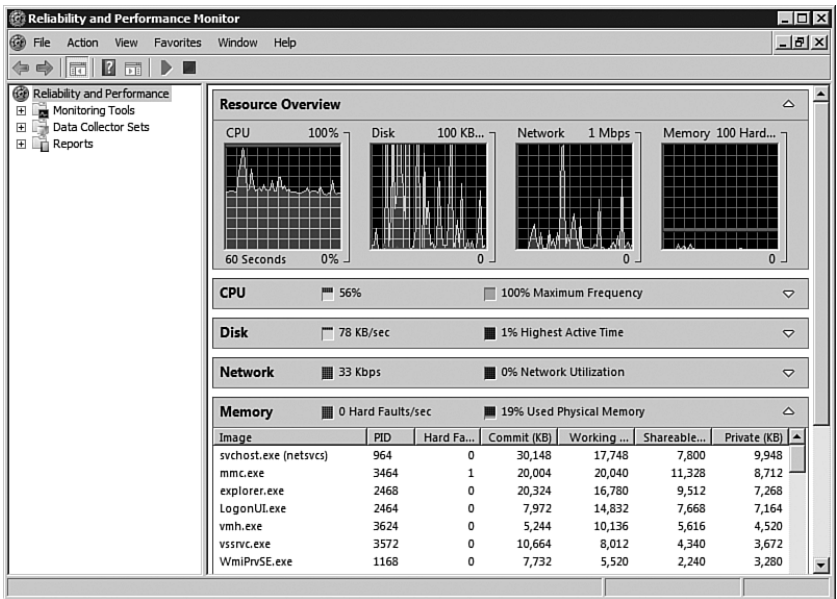 Reliability and Performance Monitor
File Action View Favorites Window Help
Reliability and Performance
Monitoring Tools
Data Collector Sets
Reports
Resource Overview
CPU 100% Disk 100 KB... Network 1 Mbps Memory 100 Hard...
60 Seconds 0% 0 0 0
CPU 56% 100% Maximum Frequency
Disk 78 KB/sec 1% Highest Active Time
Network 33 Kbps 0% Network Utilization
Memory 0 Hard Faults/sec 19% Used Physical Memory
Image PID Hard Fa... Commit (KB) Working ... Shareable... Private (KB)
svchost.exe (netsvcs) 964 0 30,148 17,748 7,800 9,948
mmc.exe 3464 1 20,004 20,040 11,328 8,712
explorer.exe 2468 0 20,324 16,780 9,512 7,268
LogonUI.exe 2464 0 7,972 14,832 7,668 7,164
vmh.exe 3624 0 5,244 10,136 5,616 4,520
vssrvc.exe 3572 0 10,664 8,012 4,340 3,672
WmiPrvSE.exe 1168 0 7,732 5,520 2,240 3,280